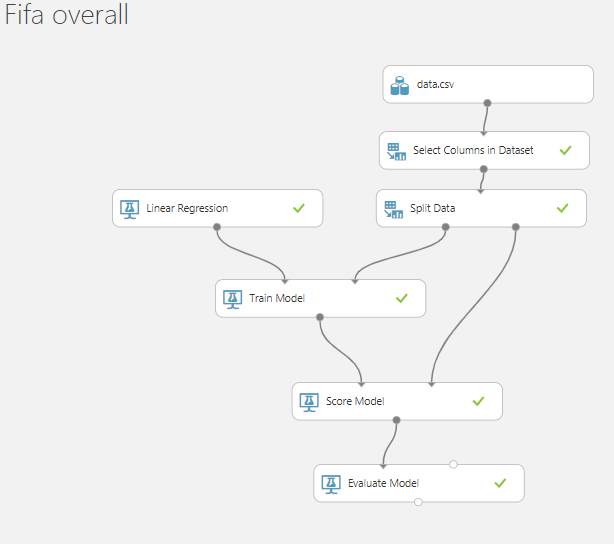 Fifa overall
data.csv
Select Columns in Dataset
Linear Regression
Split Data
Train Model
Score Model
Evaluate Model